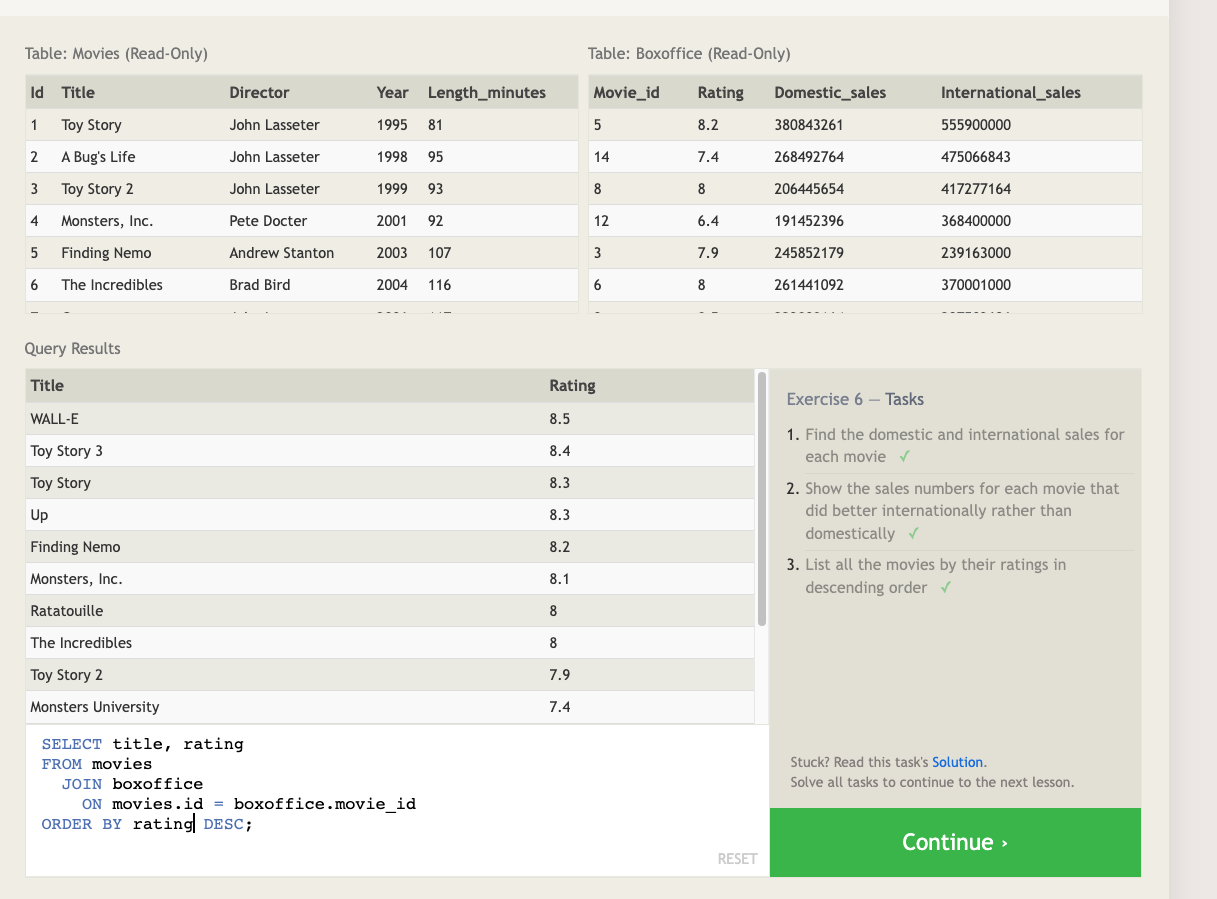 Table: Movies (Read-Only)
Table: Boxoffice (Read-Only)
Id Title Director Year Length_minutes
1 Toy Story John Lasseter 1995 81
2 A Bug's Life John Lasseter 1998 95
3 Toy Story 2 John Lasseter 1999 93
4 Monsters, Inc. Pete Docter 2001 92
5 Finding Nemo Andrew Stanton 2003 107
6 The Incredibles Brad Bird 2004 116
Movie_id Rating Domestic_sales International_sales
5 8.2 380843261 555900000
14 7.4 268492764 475066843
8 8 206445654 417277164
12 6.4 191452396 368400000
3 7.9 245852179 239163000
6 8 261441092 370001000
Query Results
Title Rating
WALL-E 8.5
Toy Story 3 8.4
Toy Story 8.3
Up 8.3
Finding Nemo 8.2
Monsters, Inc. 8.1
Ratatouille 8
The Incredibles 8
Toy Story 2 7.9
Monsters University 7.4
SELECT title, rating
FROM movies
  JOIN boxoffice
    ON movies.id = boxoffice.movie_id
ORDER BY rating DESC;
RESET
Exercise 6 — Tasks
1. Find the domestic and international sales for
each movie ✓
2. Show the sales numbers for each movie that
did better internationally rather than
domestically ✓
3. List all the movies by their ratings in
descending order ✓
Stuck? Read this task's Solution.
Solve all tasks to continue to the next lesson.
Continue ›